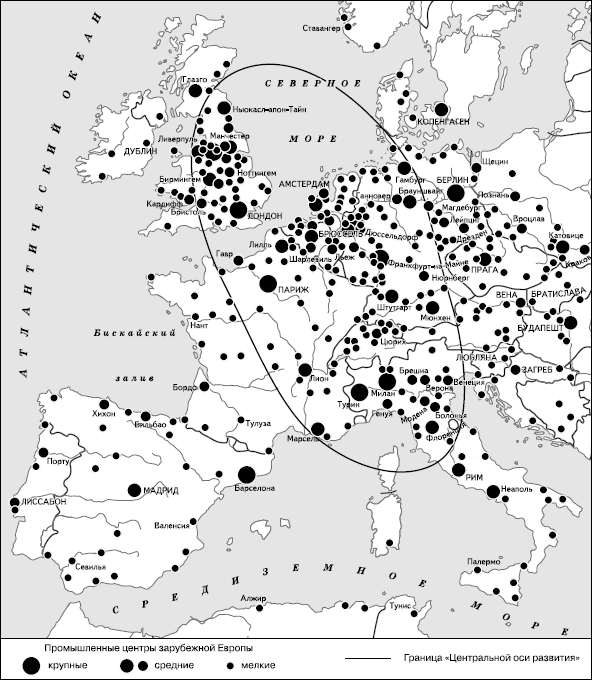 АТЛАНТИЧЕСКИЙ ОКЕАН
Ставангер
Глазго
СЕВЕРНОЕ
МОРЕ
Ньюкасл-апон-Тайн
КОПЕНГАГЕН
ДУБЛИН
Ливерпуль
Манчестер
Щецин
Бирмингем
Ноттингем
АМСТЕРДАМ
Гамбург
БЕРЛИН
Ганновер
Брауншвайг
Познань
Кардифф
Бристоль
ЛОНДОН
Магдебург
Лейпциг
Вроцлав
БРЮССЕЛЬ
Дюссельдорф
Дрезден
Катовице
Лилль
Гавр
Шарлевиль
Льеж
Франкфурт-на-Майне
ПРАГА
Краков
Нюрнберг
ПАРИЖ
Штутгарт
ВЕНА
БРАТИСЛАВА
Мюнхен
Нант
БУДАПЕШТ
Бискайский
залив
Цюрих
ЛЮБЛЯНА
ЗАГРЕБ
Лион
Брешиа
Бордо
Милан
Верона
Венеция
Турин
Генуя
Модена
Болонья
Хихон
Бильбао
Тулуза
Марсель
Флоренция
Порту
МАДРИД
Барселона
РИМ
ЛИССАБОН
Неаполь
Валенсия
Севилья
Палермо
СРЕДИЗЕМНОЕ МОРЕ
Алжир
Тунис
Промышленные центры зарубежной Европы
крупные
средние
мелкие
Граница «Центральной оси развития»